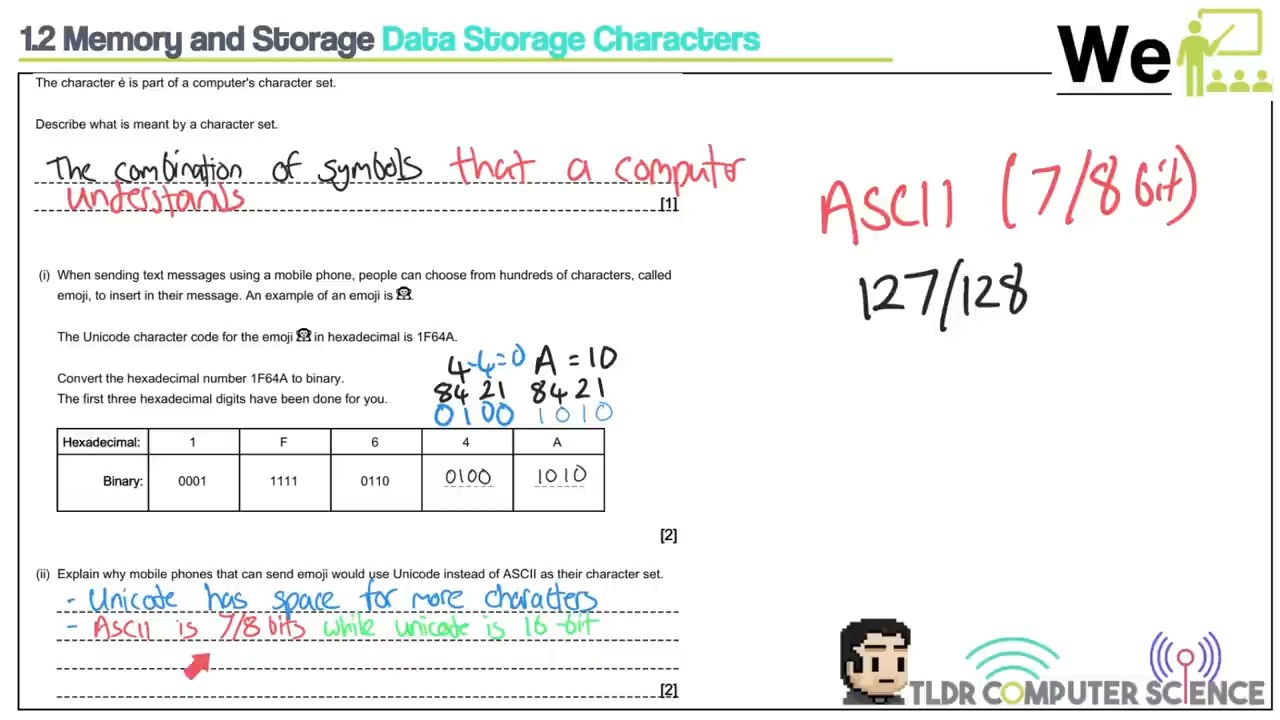 1.2 Memory and Storage Data Storage Characters
We
The character é is part of a computer's character set.
Describe what is meant by a character set.
The combination of symbols that a computer
understands
[1]
ASCII (7/8 bit)
127/128
(i) When sending text messages using a mobile phone, people can choose from hundreds of characters, called
emoji, to insert in their message. An example of an emoji is .
The Unicode character code for the emoji in hexadecimal is 1F64A.
Convert the hexadecimal number 1F64A to binary.
The first three hexadecimal digits have been done for you.
4-4=0 A = 10
84 21 84 21
0100 1010
Hexadecimal: 1 F 6 4 A
Binary: 0001 1111 0110 0100 1010
[2]
(ii) Explain why mobile phones that can send emoji would use Unicode instead of ASCII as their character set.
- Unicode has space for more characters
- ASCII is 7/8 bits while unicode is 16-bit
[2]
TLDR COMPUTER SCIENCE